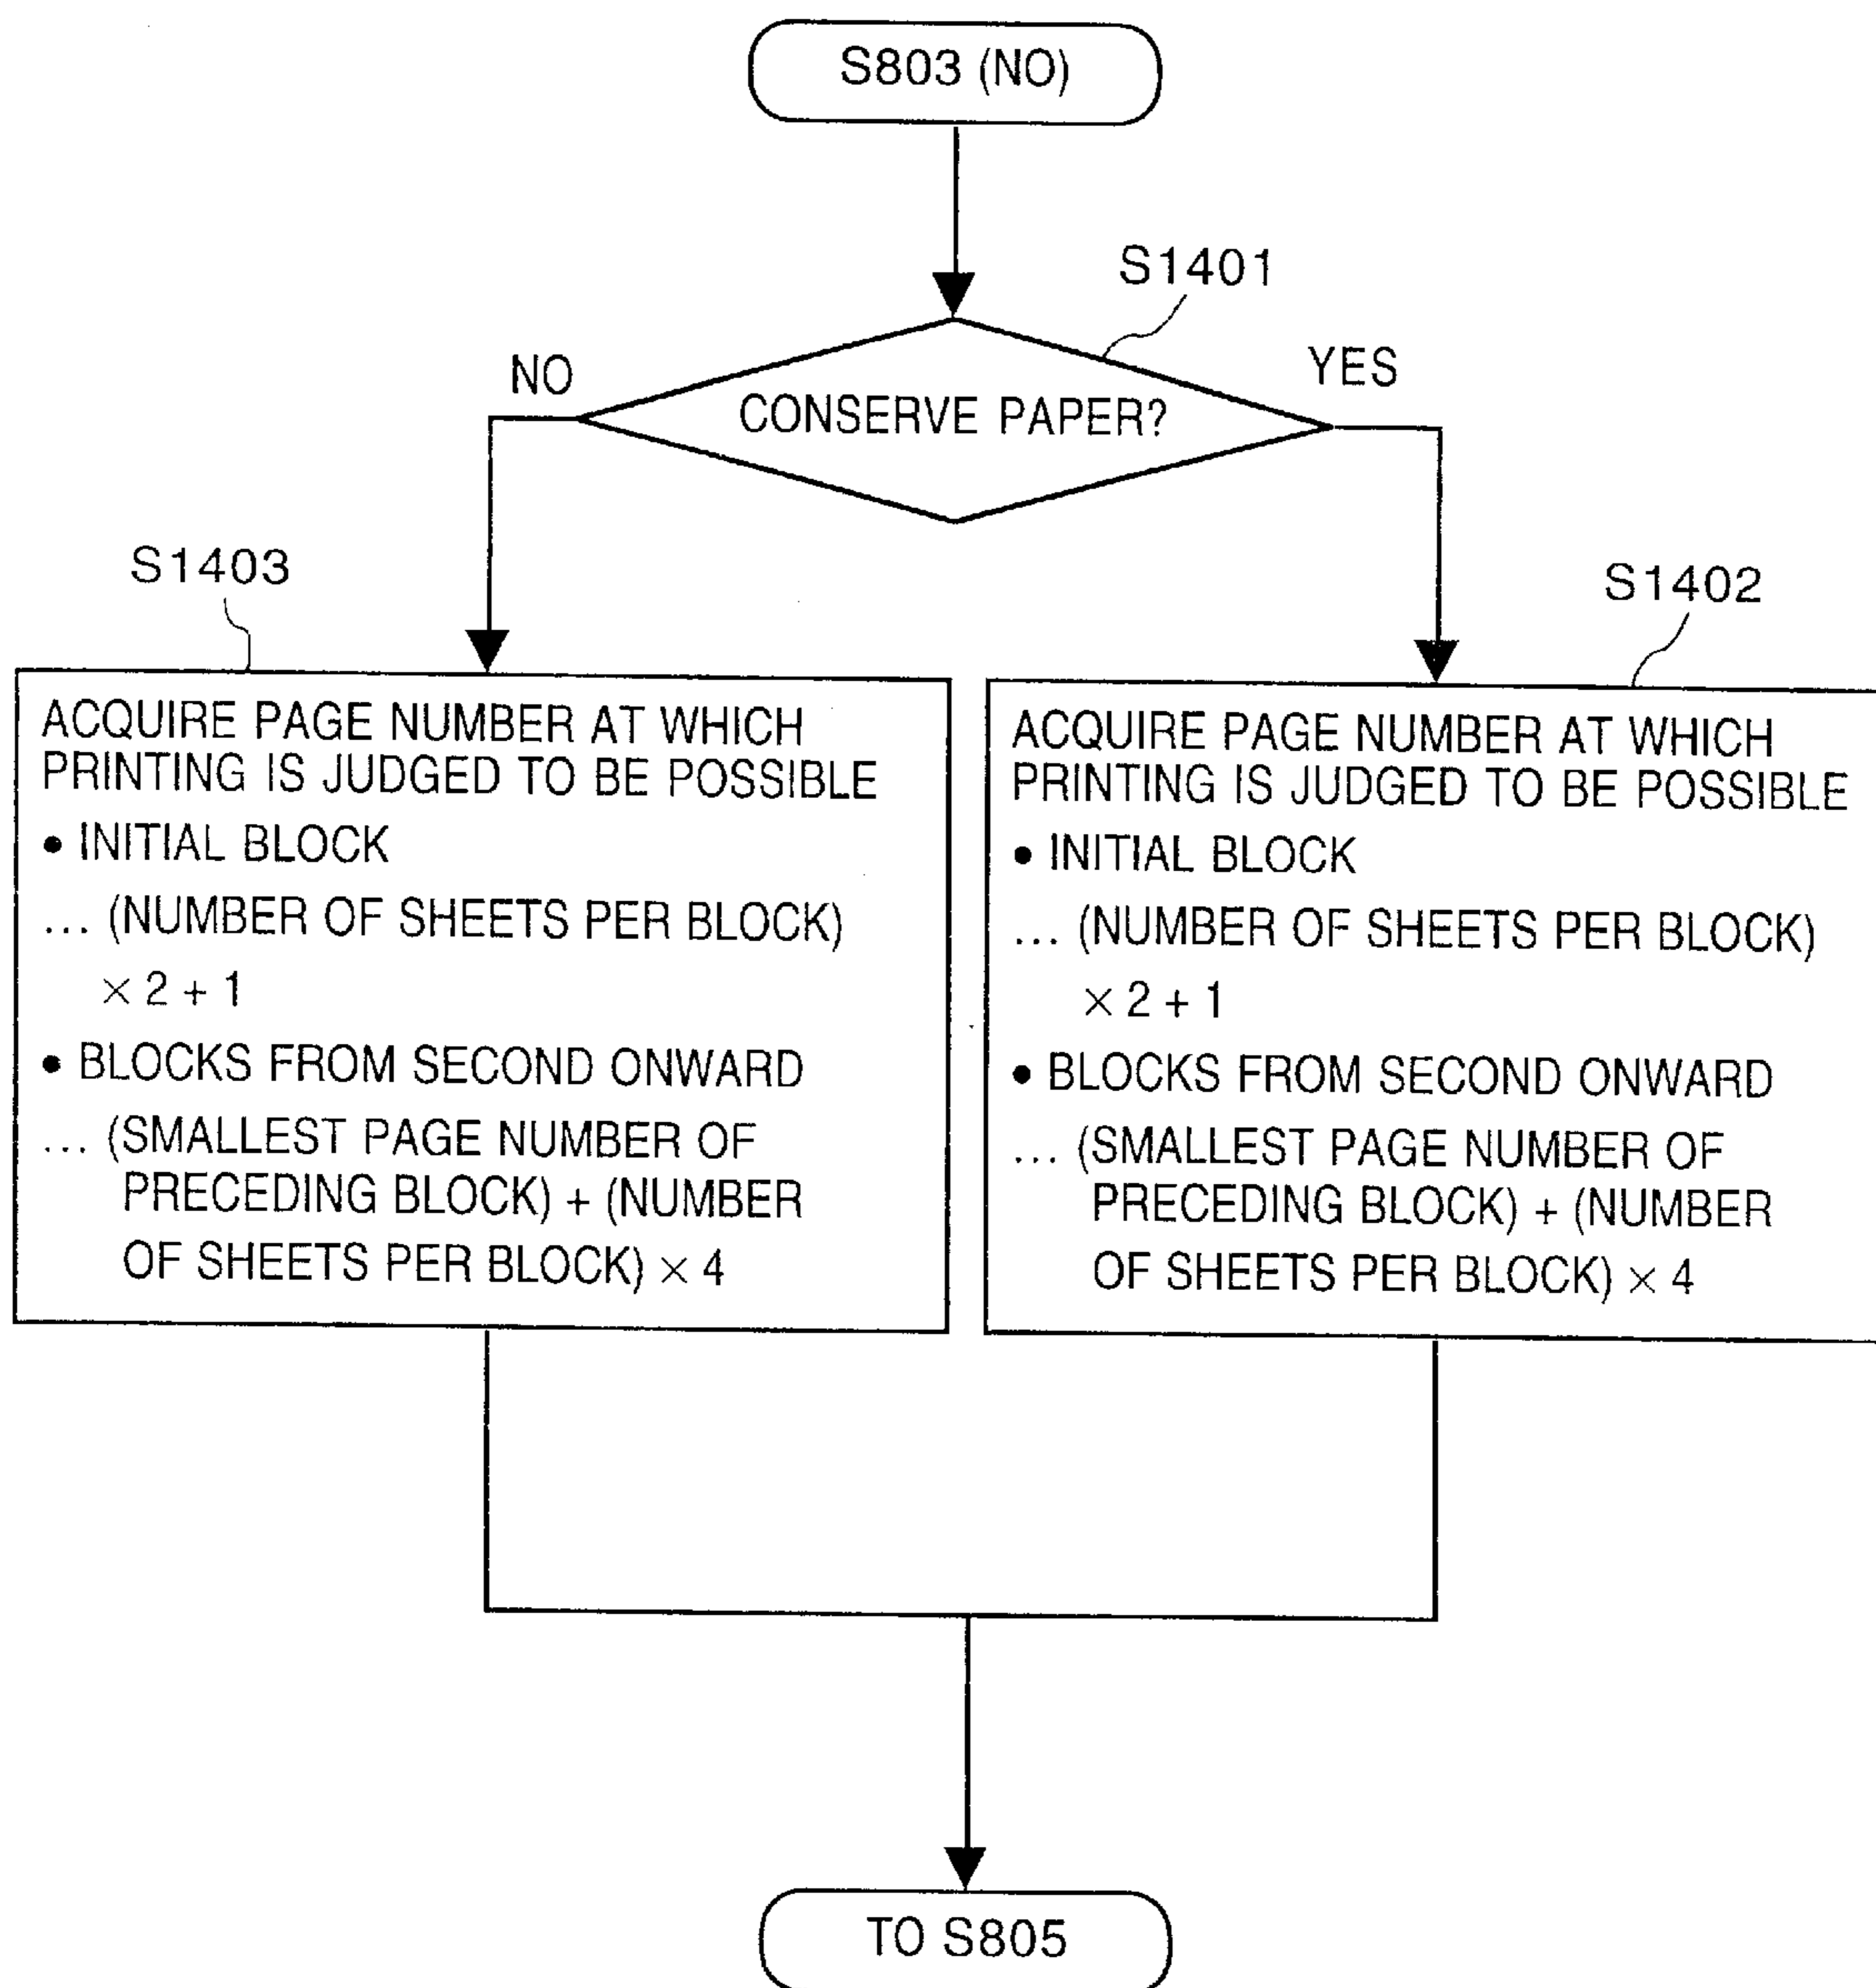 S803 (NO)
S1401
NO
YES
CONSERVE PAPER?
S1403
S1402
ACQUIRE PAGE NUMBER AT WHICH
PRINTING IS JUDGED TO BE POSSIBLE
• INITIAL BLOCK
... (NUMBER OF SHEETS PER BLOCK)
× 2 + 1
• BLOCKS FROM SECOND ONWARD
... (SMALLEST PAGE NUMBER OF
PRECEDING BLOCK) + (NUMBER
OF SHEETS PER BLOCK) × 4
ACQUIRE PAGE NUMBER AT WHICH
PRINTING IS JUDGED TO BE POSSIBLE
• INITIAL BLOCK
... (NUMBER OF SHEETS PER BLOCK)
× 2 + 1
• BLOCKS FROM SECOND ONWARD
... (SMALLEST PAGE NUMBER OF
PRECEDING BLOCK) + (NUMBER
OF SHEETS PER BLOCK) × 4
TO S805